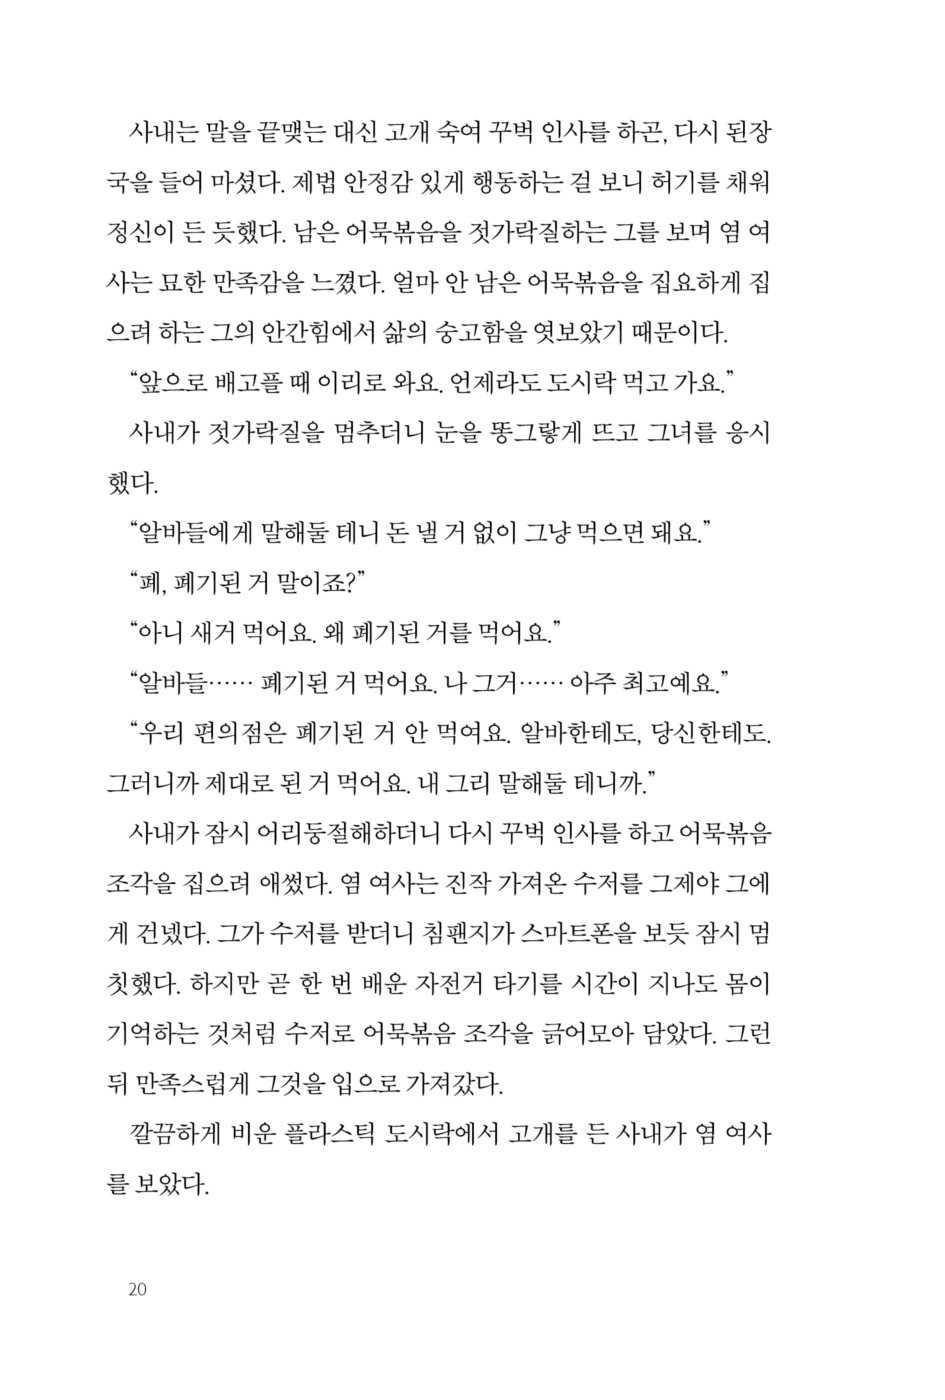 사내는 말을 끝맺는 대신 고개 숙여 꾸벅 인사를 하곤, 다시 된장
국을 들어 마셨다. 제법 안정감 있게 행동하는 걸 보니 허기를 채워
정신이 든 듯했다. 남은 어묵볶음을 젓가락질하는 그를 보며 염 여
사는 묘한 만족감을 느꼈다. 얼마 안 남은 어묵볶음을 집요하게 집
으려 하는 그의 안간힘에서 삶의 숭고함을 엿보았기 때문이다.
“앞으로 배고플 때 이리로 와요. 언제라도 도시락 먹고 가요.”
사내가 젓가락질을 멈추더니 눈을 똥그랗게 뜨고 그녀를 응시
했다.
“알바들에게 말해둘 테니 돈 낼 거 없이 그냥 먹으면 돼요.”
“폐, 폐기된 거 말이죠?”
“아니 새거 먹어요. 왜 폐기된 거를 먹어요.”
“알바들…… 폐기된 거 먹어요. 나 그거…… 아주 최고예요.”
“우리 편의점은 폐기된 거 안 먹여요. 알바한테도, 당신한테도.
그러니까 제대로 된 거 먹어요. 내 그리 말해둘 테니까.”
사내가 잠시 어리둥절해하더니 다시 꾸벅 인사를 하고 어묵볶음
조각을 집으려 애썼다. 염 여사는 진작 가져온 수저를 그제야 그에
게 건넸다. 그가 수저를 받더니 침팬지가 스마트폰을 보듯 잠시 멈
칫했다. 하지만 곧 한 번 배운 자전거 타기를 시간이 지나도 몸이
기억하는 것처럼 수저로 어묵볶음 조각을 긁어모아 담았다. 그런
뒤 만족스럽게 그것을 입으로 가져갔다.
깔끔하게 비운 플라스틱 도시락에서 고개를 든 사내가 염 여사
를 보았다.
20